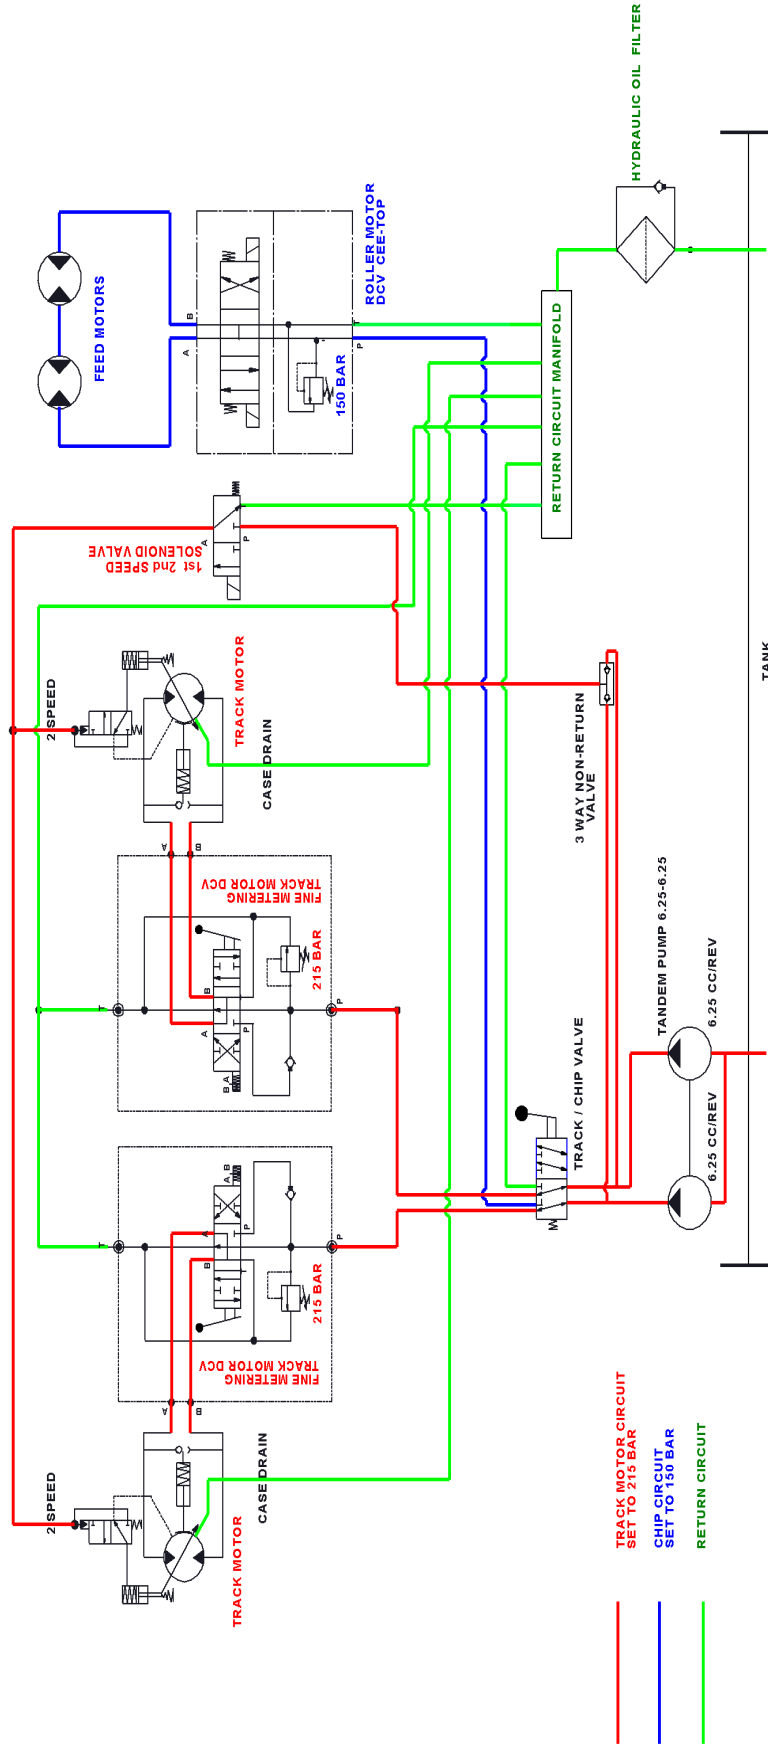 HYDRAULIC OIL FILTER
FEED MOTORS
ROLLER MOTOR
DCV CEE-TOP
B
A
T
P
150 BAR
RETURN CIRCUIT MANIFOLD
1st 2nd SPEED
SOLENOID VALVE
A
P
T
TANK
2 SPEED
TRACK MOTOR
CASE DRAIN
3 WAY NON-RETURN
VALVE
A
B
FINE METERING
TRACK MOTOR DCV
215 BAR
T
P
B
A
P
T
B A
TANDEM PUMP 6.25-6.25
6.25 CC/REV
6.25 CC/REV
TRACK / CHIP VALVE
T
P
A B
A
B
P
T
215 BAR
FINE METERING
TRACK MOTOR DCV
A
B
2 SPEED
TRACK MOTOR
CASE DRAIN
TRACK MOTOR CIRCUIT
SET TO 215 BAR
CHIP CIRCUIT
SET TO 150 BAR
RETURN CIRCUIT